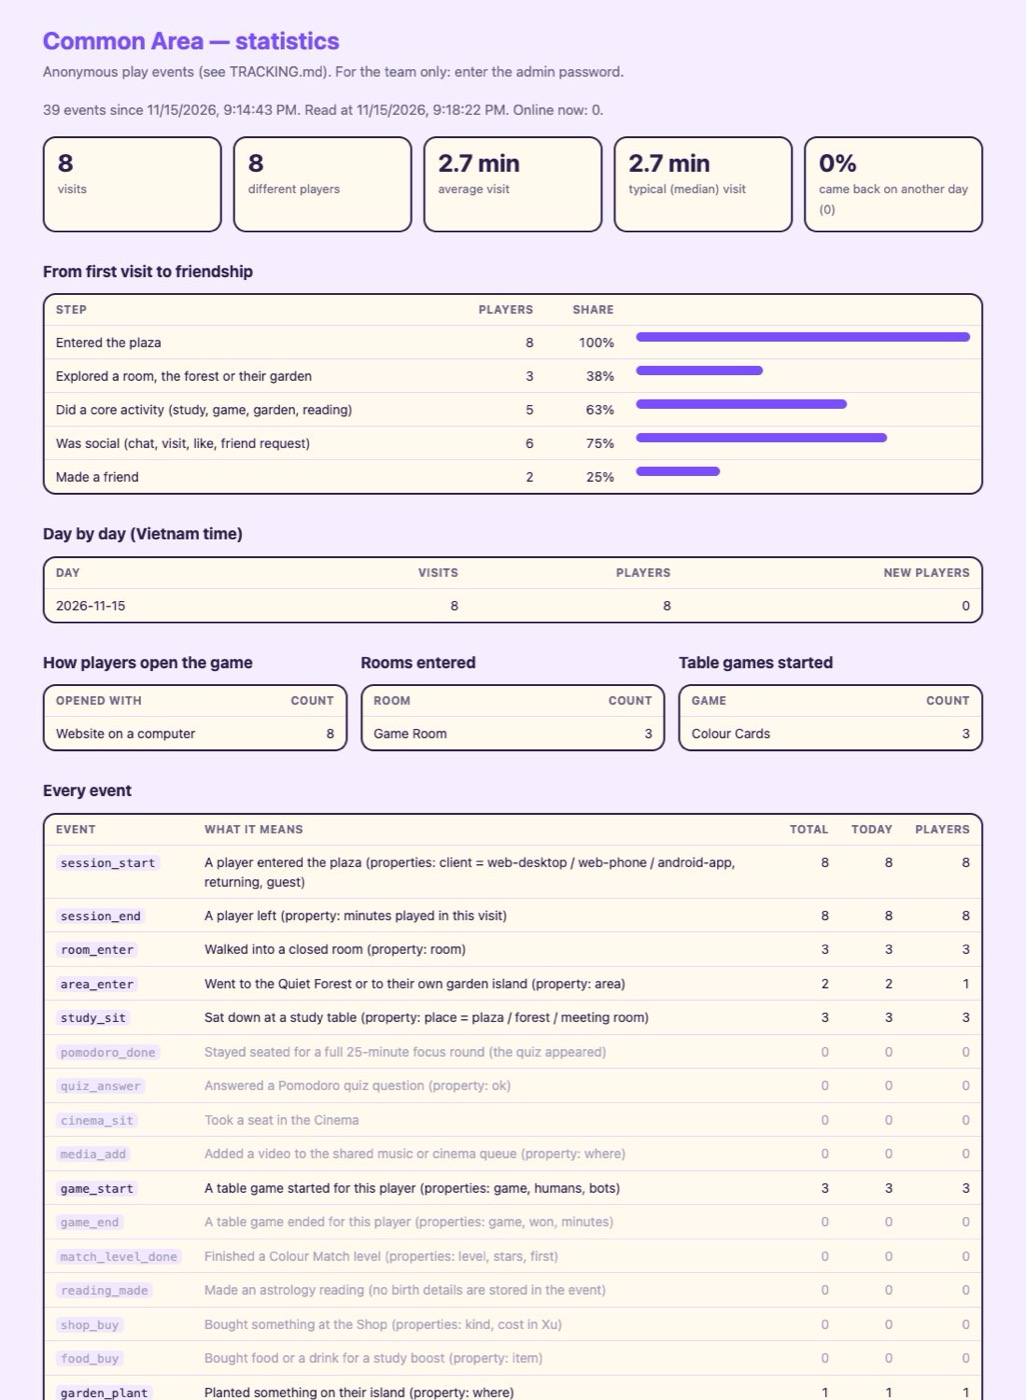 Common Area — statistics
Anonymous play events (see TRACKING.md). For the team only: enter the admin password.
39 events since 11/15/2026, 9:14:43 PM. Read at 11/15/2026, 9:18:22 PM. Online now: 0.
8
visits
8
different players
2.7 min
average visit
2.7 min
typical (median) visit
0%
came back on another day
(0)
From first visit to friendship
STEP PLAYERS SHARE
Entered the plaza 8 100%
Explored a room, the forest or their garden 3 38%
Did a core activity (study, game, garden, reading) 5 63%
Was social (chat, visit, like, friend request) 6 75%
Made a friend 2 25%
Day by day (Vietnam time)
DAY VISITS PLAYERS NEW PLAYERS
2026-11-15 8 8 0
How players open the game
OPENED WITH COUNT
Website on a computer 8
Rooms entered
ROOM COUNT
Game Room 3
Table games started
GAME COUNT
Colour Cards 3
Every event
EVENT WHAT IT MEANS TOTAL TODAY PLAYERS
session_start A player entered the plaza (properties: client = web-desktop / web-phone / android-app, 8 8 8
returning, guest)
session_end A player left (property: minutes played in this visit) 8 8 8
room_enter Walked into a closed room (property: room) 3 3 3
area_enter Went to the Quiet Forest or to their own garden island (property: area) 2 2 1
study_sit Sat down at a study table (property: place = plaza / forest / meeting room) 3 3 3
pomodoro_done Stayed seated for a full 25-minute focus round (the quiz appeared) 0 0 0
quiz_answer Answered a Pomodoro quiz question (property: ok) 0 0 0
cinema_sit Took a seat in the Cinema 0 0 0
media_add Added a video to the shared music or cinema queue (property: where) 0 0 0
game_start A table game started for this player (properties: game, humans, bots) 3 3 3
game_end A table game ended for this player (properties: game, won, minutes) 0 0 0
match_level_done Finished a Colour Match level (properties: level, stars, first) 0 0 0
reading_made Made an astrology reading (no birth details are stored in the event) 0 0 0
shop_buy Bought something at the Shop (properties: kind, cost in Xu) 0 0 0
food_buy Bought food or a drink for a study boost (property: item) 0 0 0
garden_plant Planted something on their island (property: where) 1 1 1